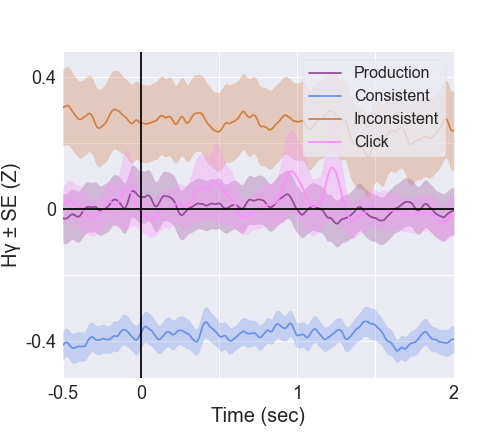 Production
Consistent
Inconsistent
Click
0.4
0
-0.4
Hγ ± SE (Z)
-0.5 0 1 2
Time (sec)